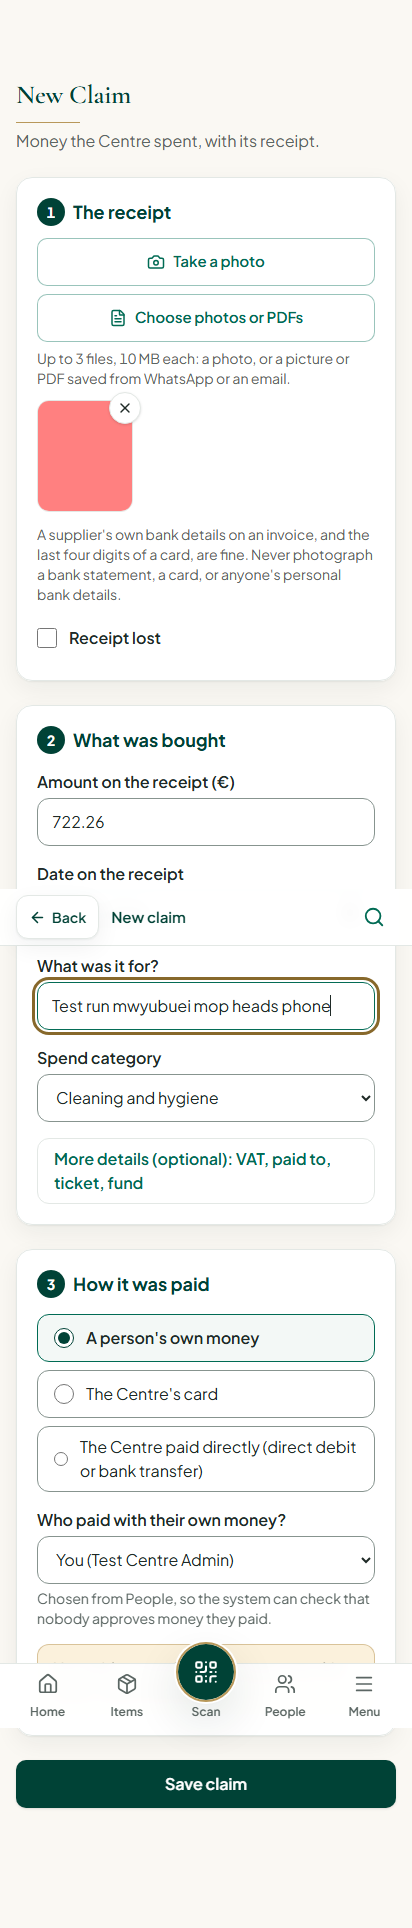 New Claim
Money the Centre spent, with its receipt.
1 The receipt
Take a photo
Choose photos or PDFs
Up to 3 files, 10 MB each: a photo, or a picture or
PDF saved from WhatsApp or an email.
A supplier's own bank details on an invoice, and the
last four digits of a card, are fine. Never photograph
a bank statement, a card, or anyone's personal
bank details.
Receipt lost
2 What was bought
Amount on the receipt (€)
722.26
Date on the receipt
Back New claim
What was it for?
Test run mwyubuei mop heads phone
Spend category
Cleaning and hygiene
More details (optional): VAT, paid to,
ticket, fund
3 How it was paid
A person's own money
The Centre's card
The Centre paid directly (direct debit
or bank transfer)
Who paid with their own money?
You (Test Centre Admin)
Chosen from People, so the system can check that
nobody approves money they paid.
Home Items Scan People Menu
Save claim